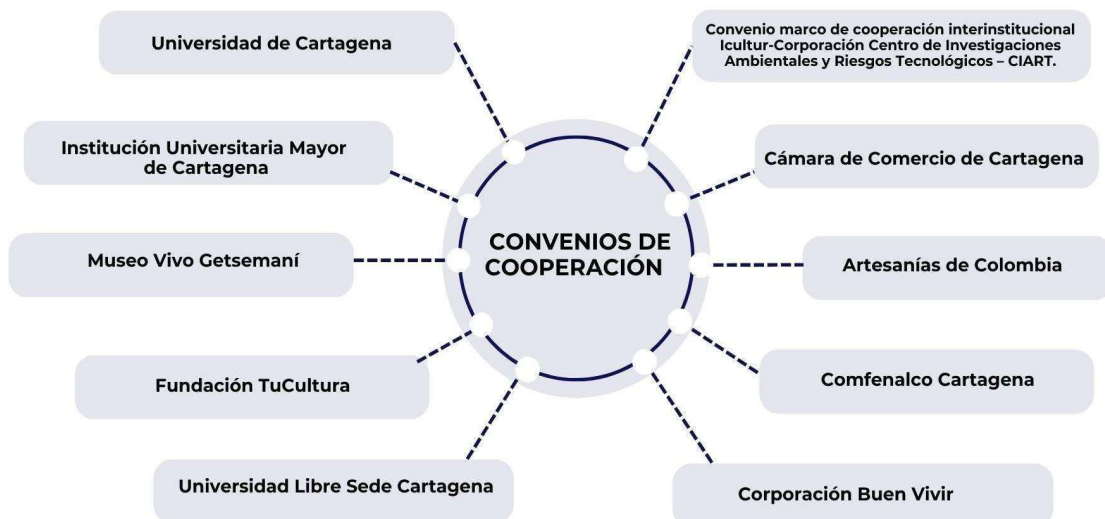 Universidad de Cartagena
Convenio marco de cooperación interinstitucional
Icultur-Corporación Centro de Investigaciones
Ambientales y Riesgos Tecnológicos – CIART.
Institución Universitaria Mayor
de Cartagena
Cámara de Comercio de Cartagena
CONVENIOS DE
COOPERACIÓN
Museo Vivo Getsemaní
Artesanías de Colombia
Fundación TuCultura
Comfenalco Cartagena
Universidad Libre Sede Cartagena
Corporación Buen Vivir